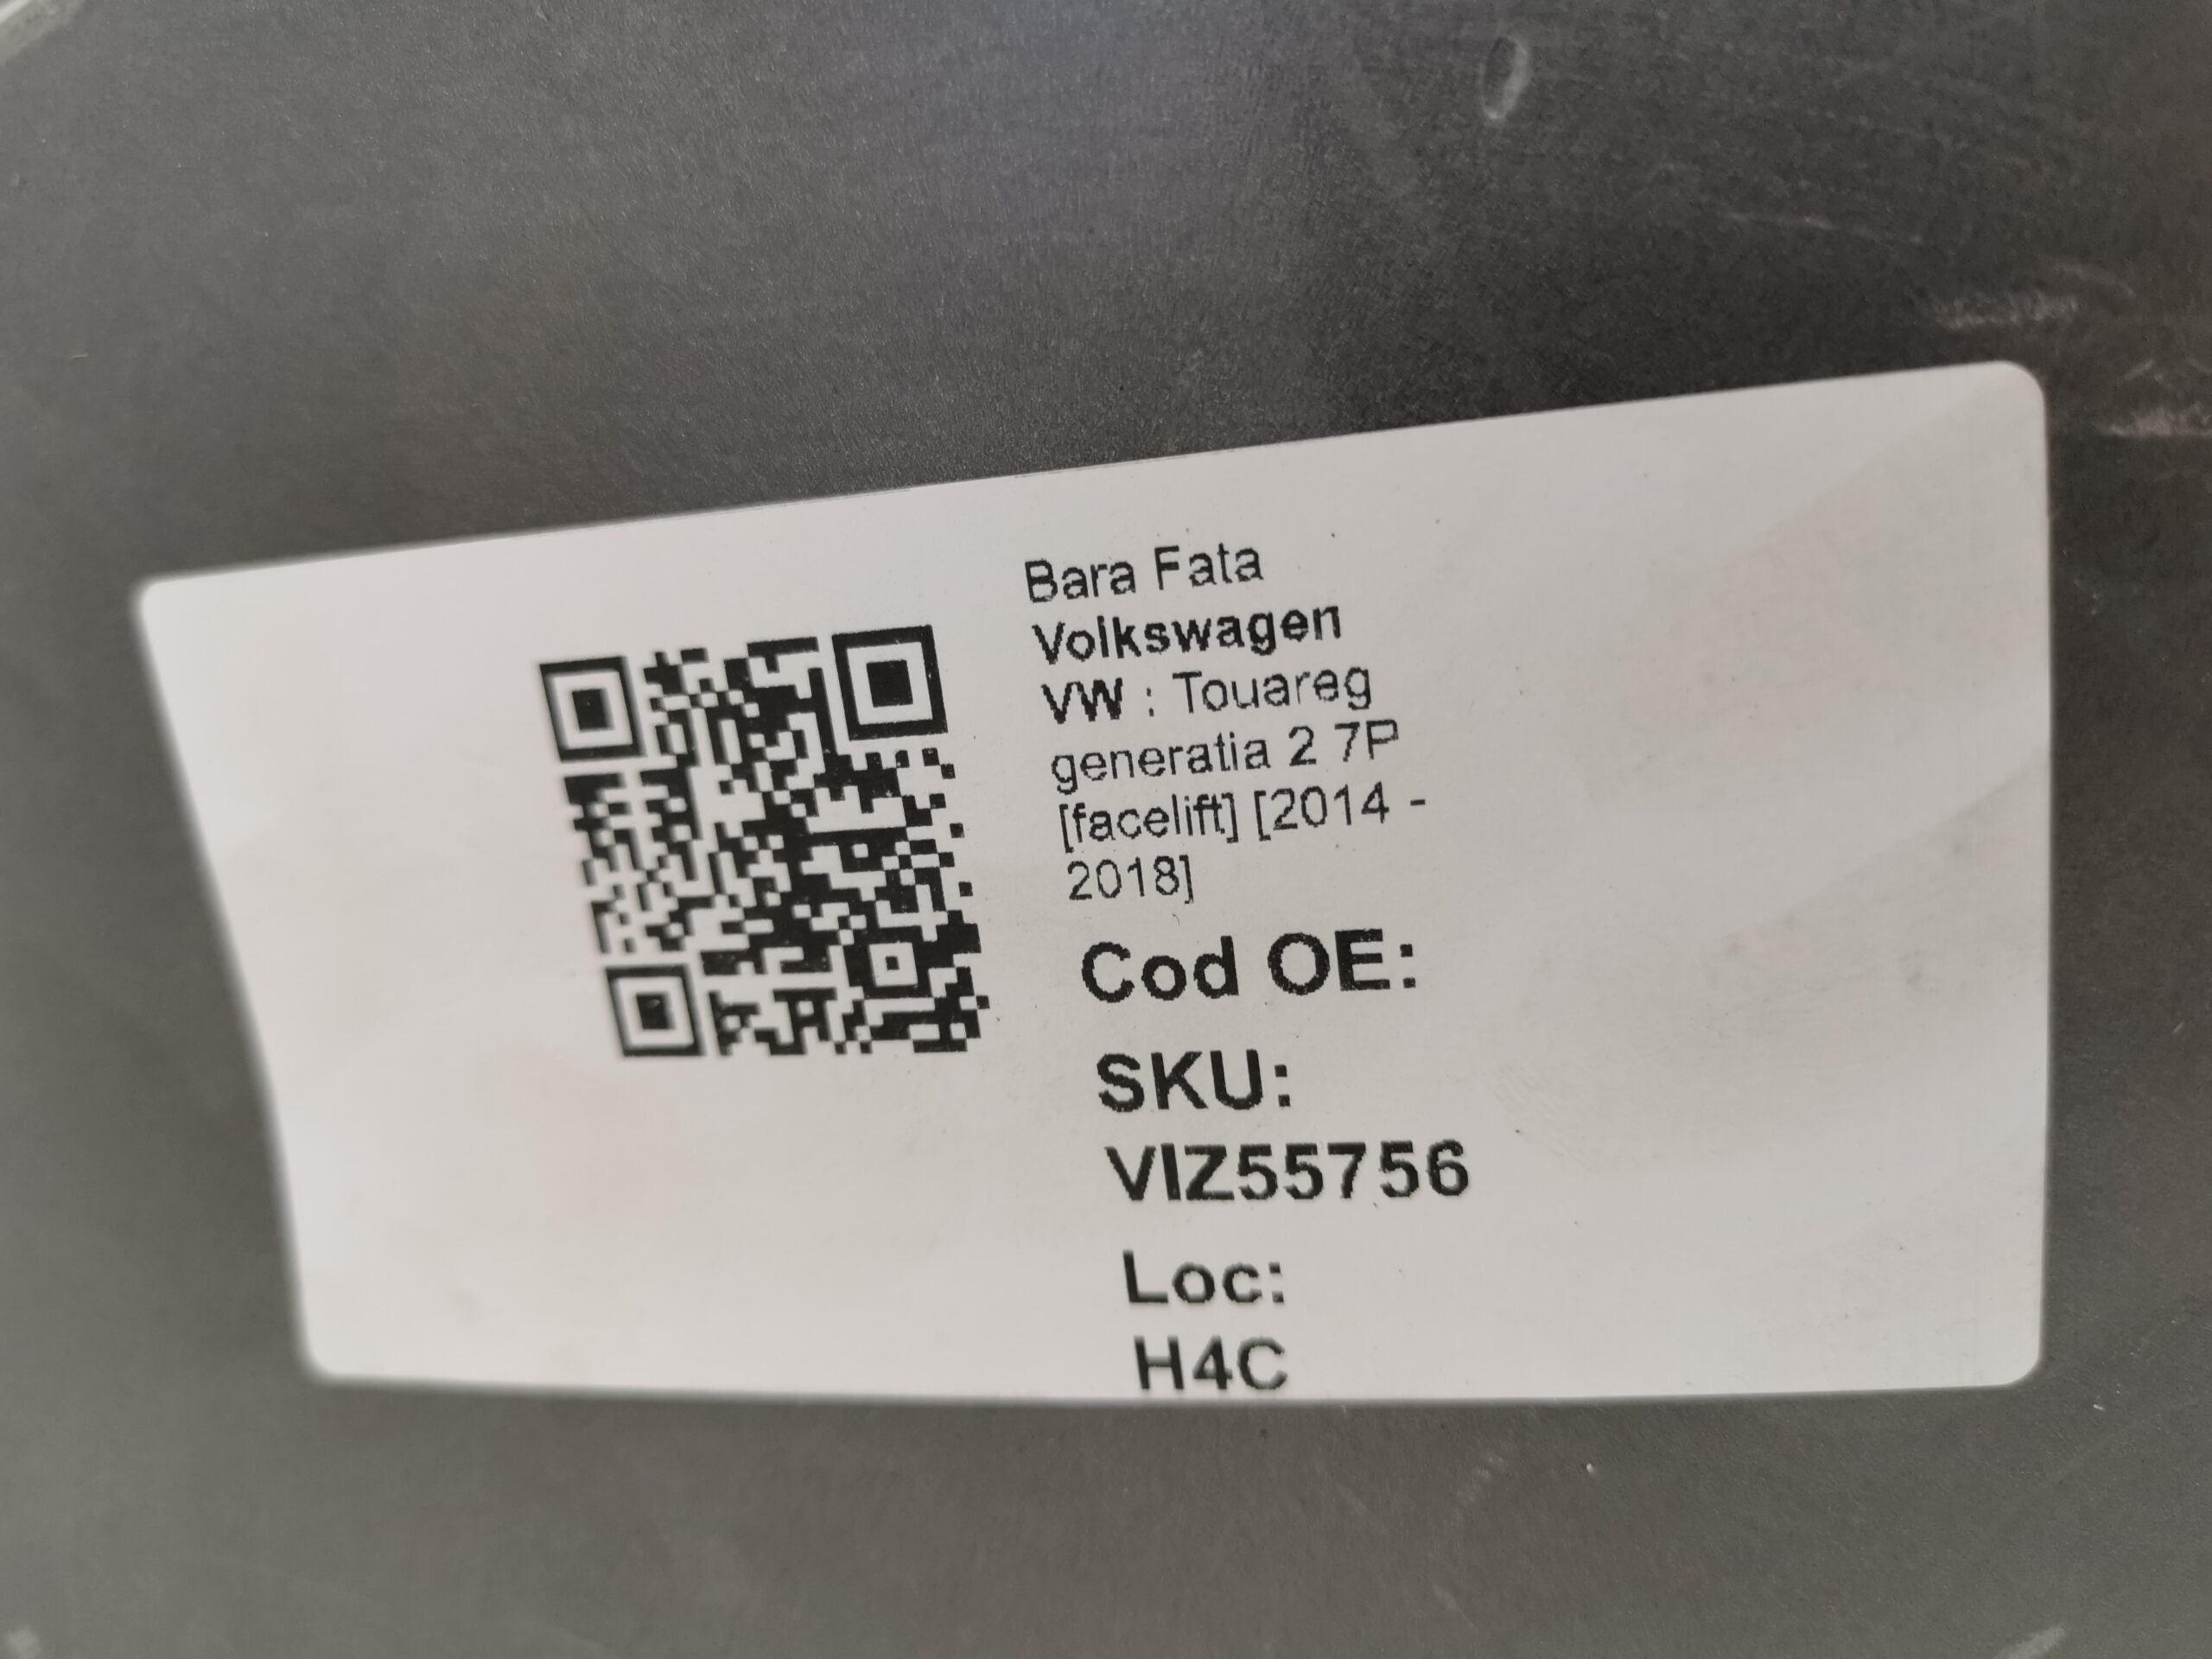 Bara Fata
Volkswagen
VW : Touareg
generatia 2 7P
[facelift] [2014 -
2018]
Cod OE:
SKU:
VIZ55756
Loc:
H4C